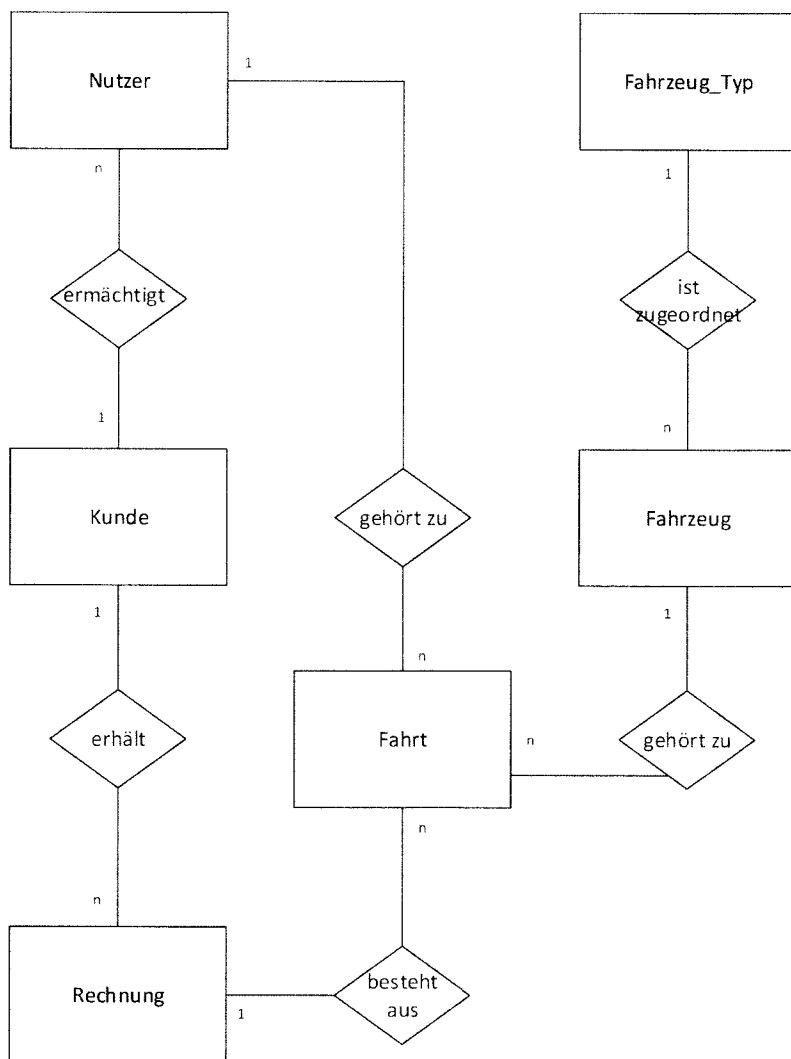 Nutzer
1
Fahrzeug_Typ
n
1
ermächtigt
ist
zugeordnet
1
n
Kunde
gehört zu
Fahrzeug
1
1
n
erhält
Fahrt
n
gehört zu
n
n
Rechnung
1
besteht
aus